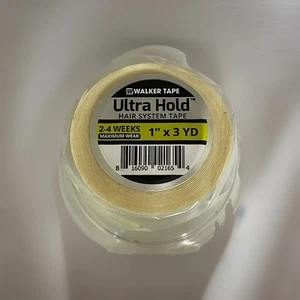 WALKER TAPE
Ultra Hold™
HAIR SYSTEM TAPE
2-4 WEEKS
MAXIMUM WEAR
1" x 3 YD
8 16090 02165 4